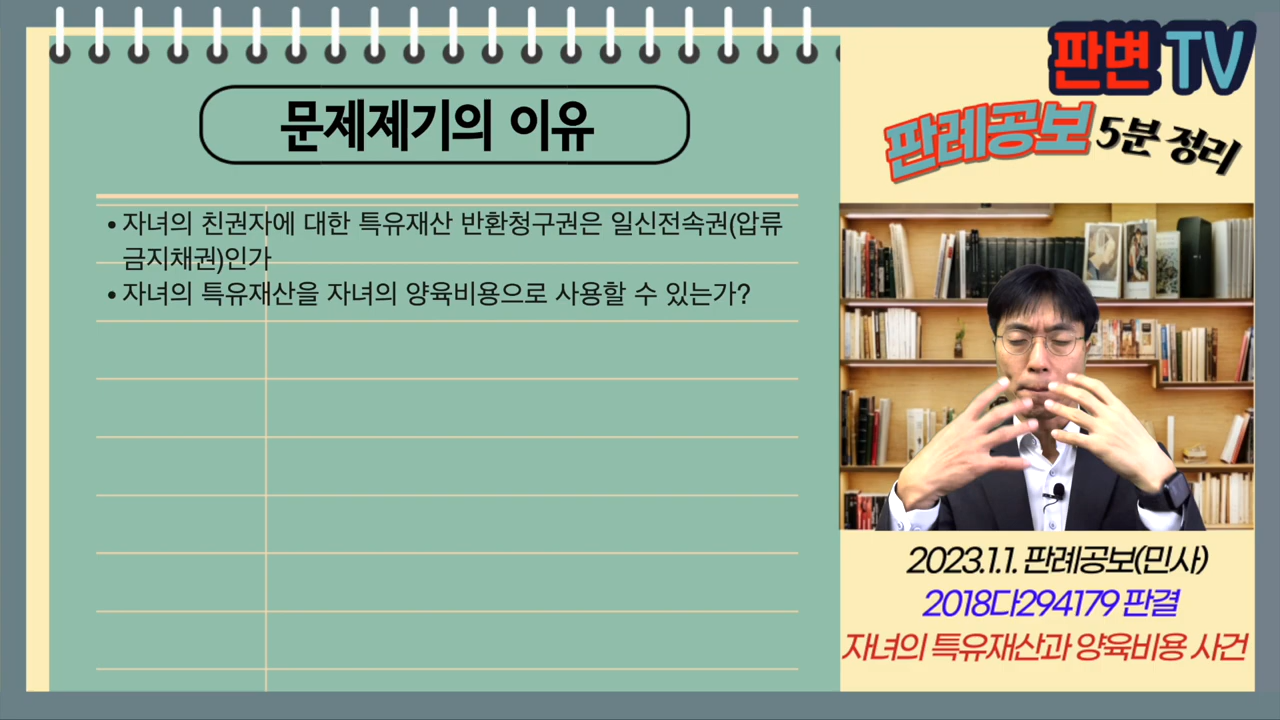 문제제기의 이유
• 자녀의 친권자에 대한 특유재산 반환청구권은 일신전속권(압류
금지채권)인가
• 자녀의 특유재산을 자녀의 양육비용으로 사용할 수 있는가?
판변 TV
판례공보 5분 정리
2023.1.1. 판례공보(민사)
2018다294179 판결
자녀의 특유재산과 양육비용 사건